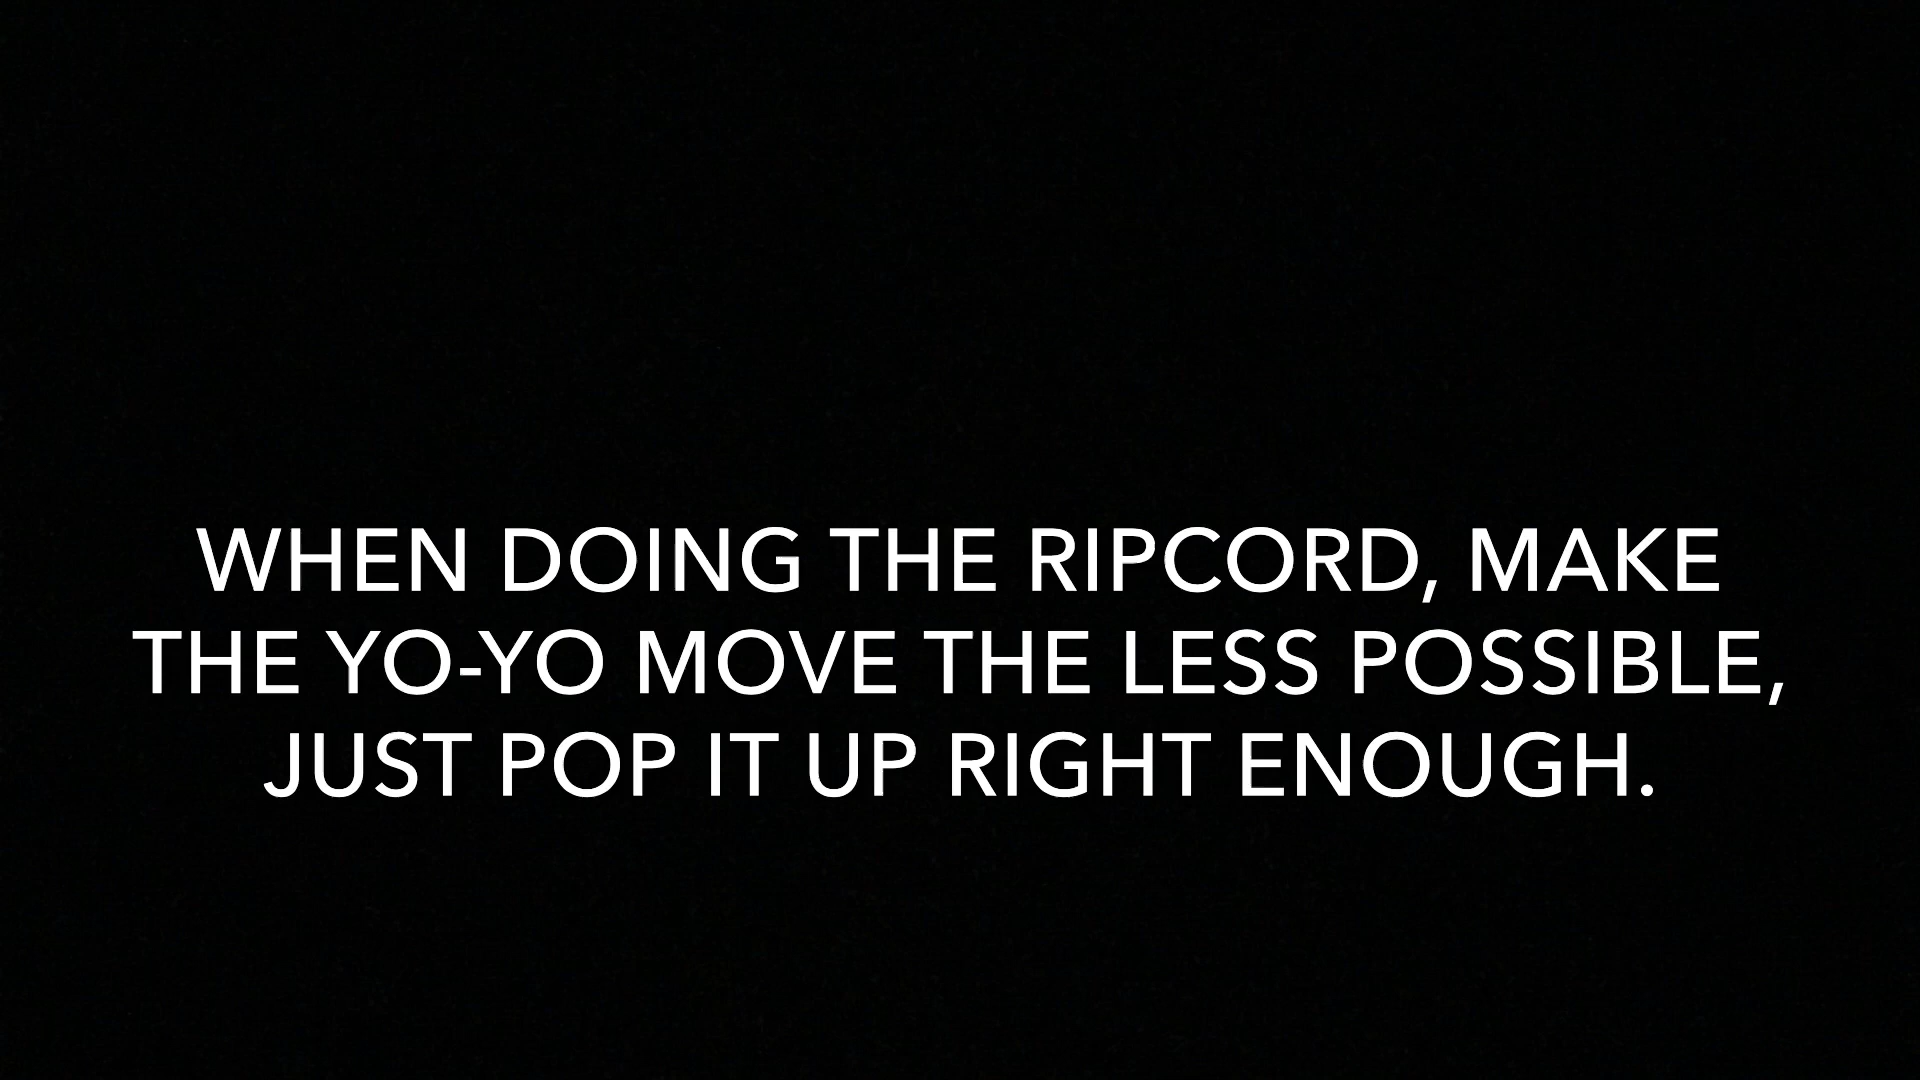 WHEN DOING THE RIPCORD, MAKE
THE YO-YO MOVE THE LESS POSSIBLE,
JUST POP IT UP RIGHT ENOUGH.